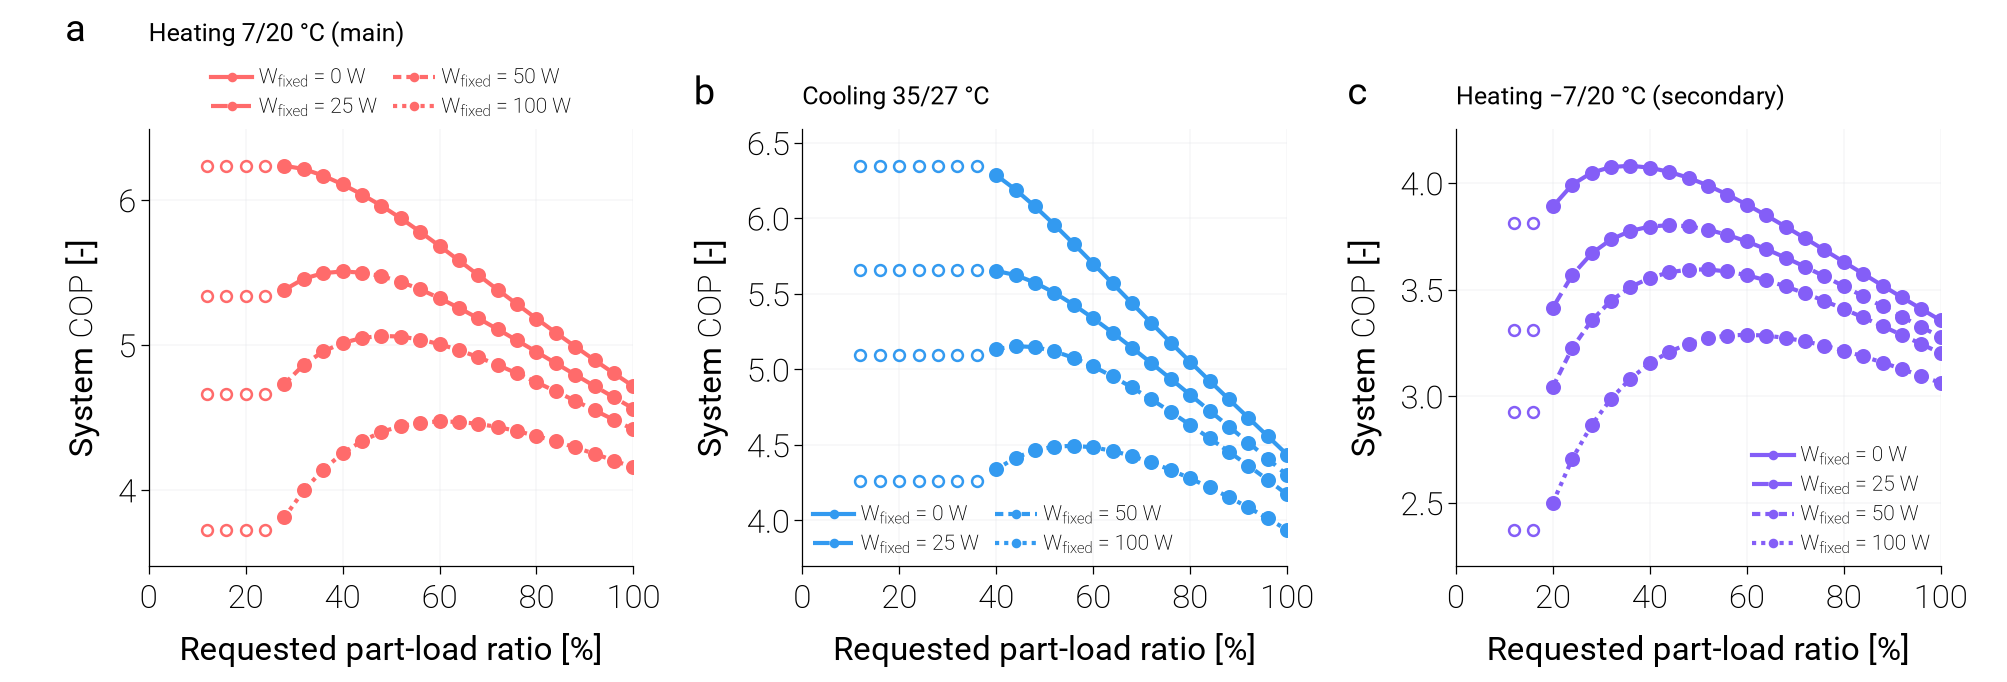 a
Heating 7/20 °C (main)
Wfixed = 0 W
Wfixed = 25 W
Wfixed = 50 W
Wfixed = 100 W
System COP [-]
6
5
4
0 20 40 60 80 100
Requested part-load ratio [%]
b
Cooling 35/27 °C
System COP [-]
6.5
6.0
5.5
5.0
4.5
4.0
Wfixed = 0 W
Wfixed = 25 W
Wfixed = 50 W
Wfixed = 100 W
0 20 40 60 80 100
Requested part-load ratio [%]
c
Heating −7/20 °C (secondary)
System COP [-]
4.0
3.5
3.0
2.5
Wfixed = 0 W
Wfixed = 25 W
Wfixed = 50 W
Wfixed = 100 W
0 20 40 60 80 100
Requested part-load ratio [%]